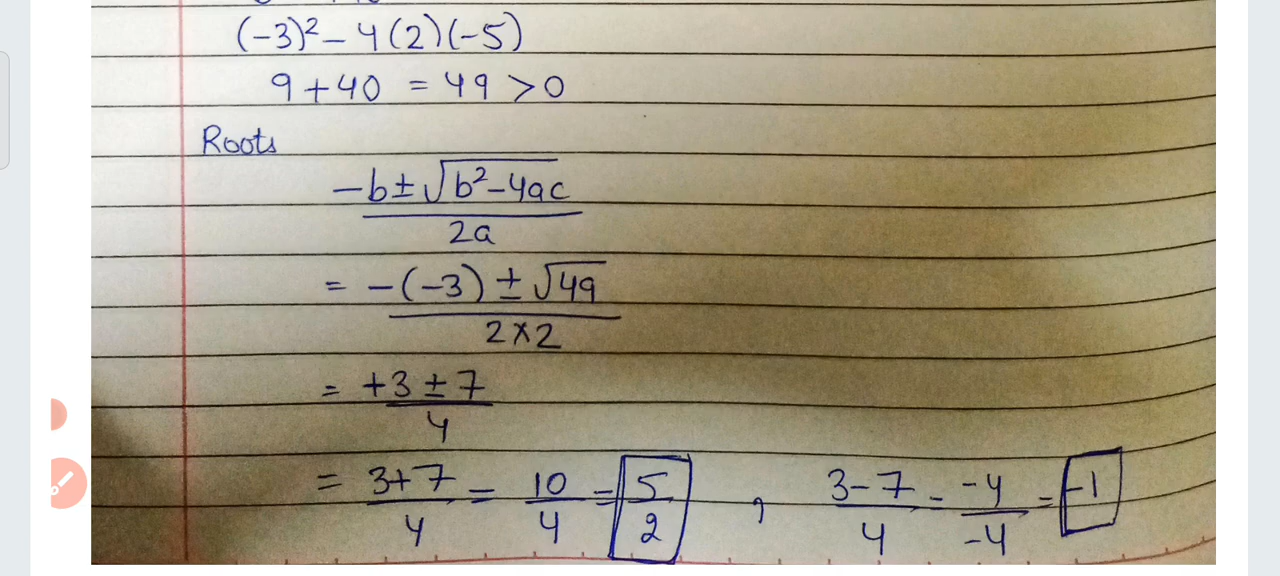 (-3)² - 4(2)(-5)
9+40 = 49 >0
Roots
-b±√b²-4ac
2a
= -(-3) ± √49
2×2
= +3 ± 7
4
= 3+7/4 = 10/4 = 5/2 , 3-7/4 = -4/-4 = -1